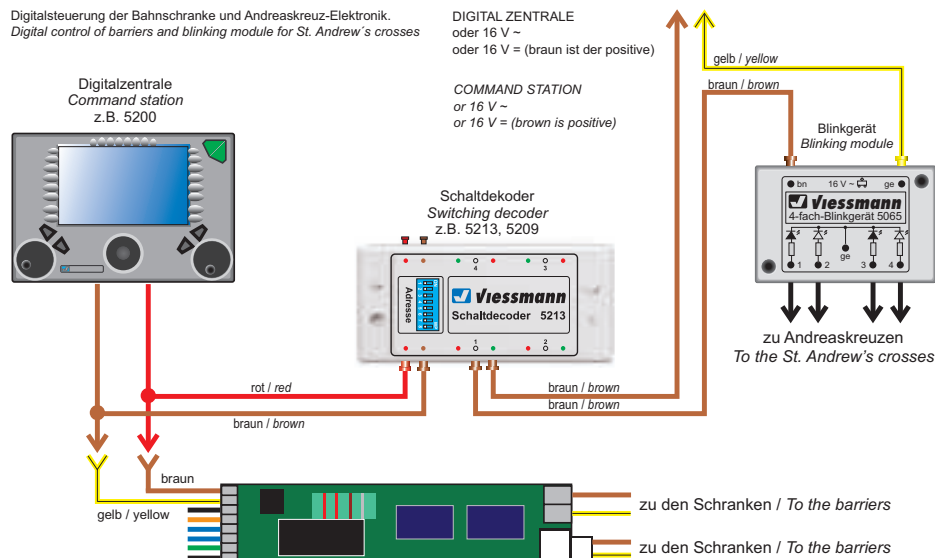 Digitalsteuerung der Bahnschranke und Andreaskreuz-Elektronik.
Digital control of barriers and blinking module for St. Andrew´s crosses
DIGITAL ZENTRALE
oder 16 V ~
oder 16 V = (braun ist der positive)
COMMAND STATION
or 16 V ~
or 16 V = (brown is positive)
gelb / yellow
braun / brown
Digitalzentrale
Command station
z.B. 5200
Blinkgerät
Blinking module
bn 16 V ~ ge
Viessmann
4-fach-Blinkgerät 5065
ge
1 2 3 4
zu Andreaskreuzen
To the St. Andrew's crosses
Schaltdekoder
Switching decoder
z.B. 5213, 5209
4 3
Adresse
Viessmann
Schaltdecoder 5213
1 2
rot / red
braun / brown
braun / brown
braun / brown
braun
gelb / yellow
zu den Schranken / To the barriers
zu den Schranken / To the barriers